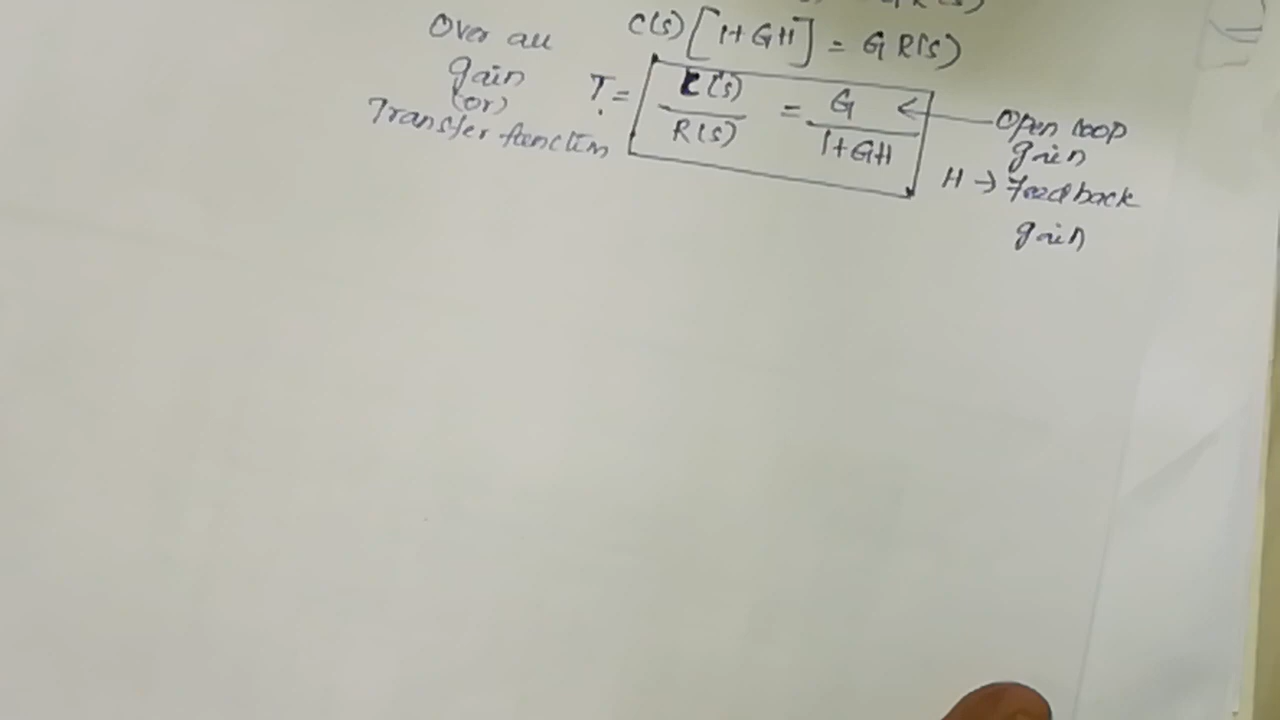 C(s) [1+GH] = G R(s)
Over all
gain
(or)
Transfer function
T = C(s) / R(s) = G / 1+GH
Open loop
gain
H → feedback
gain